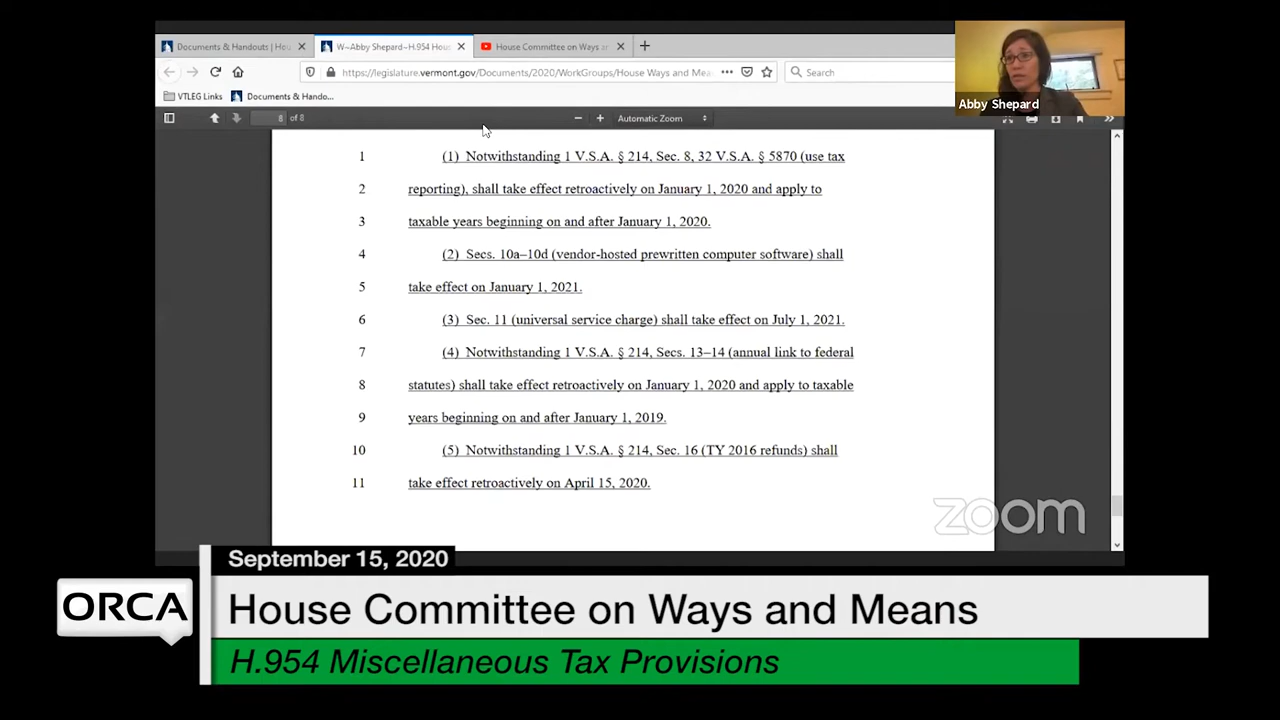 Documents & Handouts | Hou
W~Abby Shepard~H.954 Hous
House Committee on Ways an
https://legislature.vermont.gov/Documents/2020/WorkGroups/House Ways and Mea
Search
VTLEG Links
Documents & Hando...
8 of 8
Automatic Zoom
Abby Shepard
1 (1) Notwithstanding 1 V.S.A. § 214, Sec. 8, 32 V.S.A. § 5870 (use tax
2 reporting), shall take effect retroactively on January 1, 2020 and apply to
3 taxable years beginning on and after January 1, 2020.
4 (2) Secs. 10a–10d (vendor-hosted prewritten computer software) shall
5 take effect on January 1, 2021.
6 (3) Sec. 11 (universal service charge) shall take effect on July 1, 2021.
7 (4) Notwithstanding 1 V.S.A. § 214, Secs. 13–14 (annual link to federal
8 statutes) shall take effect retroactively on January 1, 2020 and apply to taxable
9 years beginning on and after January 1, 2019.
10 (5) Notwithstanding 1 V.S.A. § 214, Sec. 16 (TY 2016 refunds) shall
11 take effect retroactively on April 15, 2020.
zoom
September 15, 2020
ORCA
House Committee on Ways and Means
H.954 Miscellaneous Tax Provisions